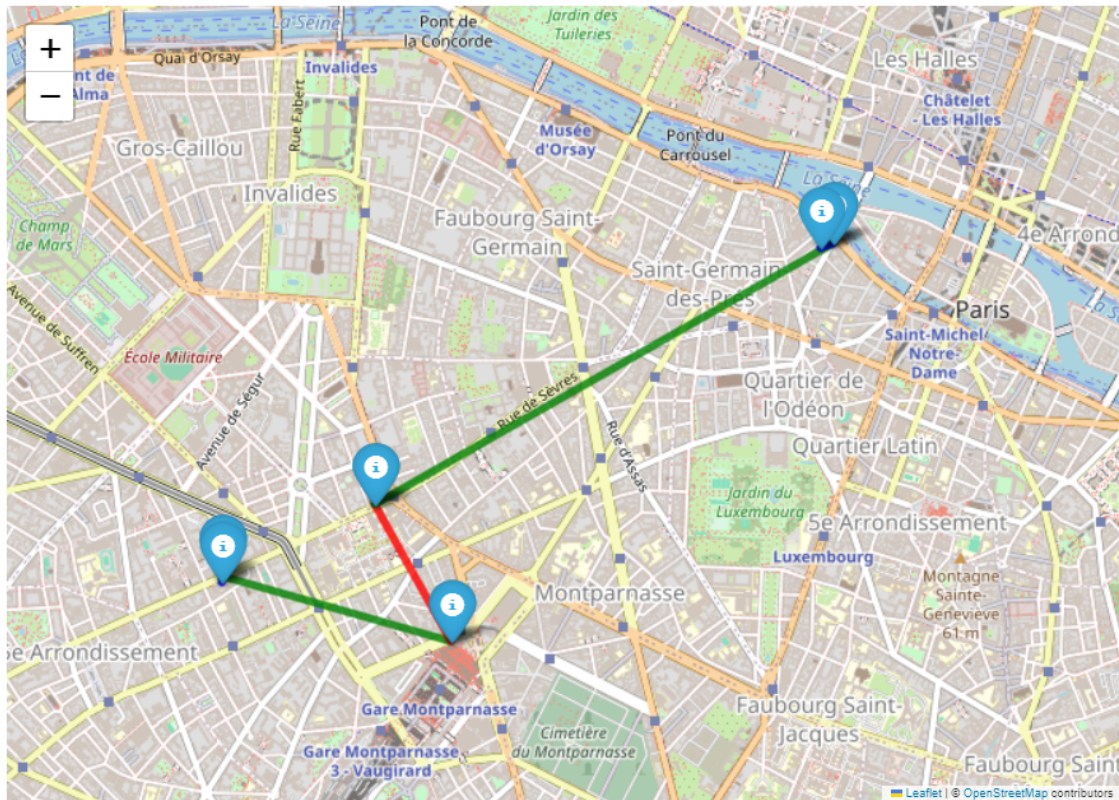 +
−
La Seine
Pont de
la Concorde
Jardin des
Tuileries
Les Halles
Quai d'Orsay
Invalides
nt de
Alma
Rue Fabert
Châtelet
- Les Halles
Musée
d'Orsay
Pont du
Carrousel
Gros-Caillou
Invalides
La Seine
Faubourg Saint-
Germain
Champ
de Mars
4e Arrond
Saint-Germain
des-Prés
Avenue de Suffren
Paris
La S
École Militaire
Saint-Michel
Notre-
Dame
Avenue de Ségur
Rue de Sèvres
Quartier de
l'Odéon
Rue d'Assas
Quartier Latin
Jardin du
Luxembourg
5e Arrondissement
Luxembourg
Montagne
Sainte-
Geneviève
61 m
Montparnasse
5e Arrondissement
Gare Montparnasse
Cimetière
du Montparnasse
Faubourg Saint-
Jacques
Gare Montparnasse
3 - Vaugirard
Faubourg Saint
Leaflet | © OpenStreetMap contributors